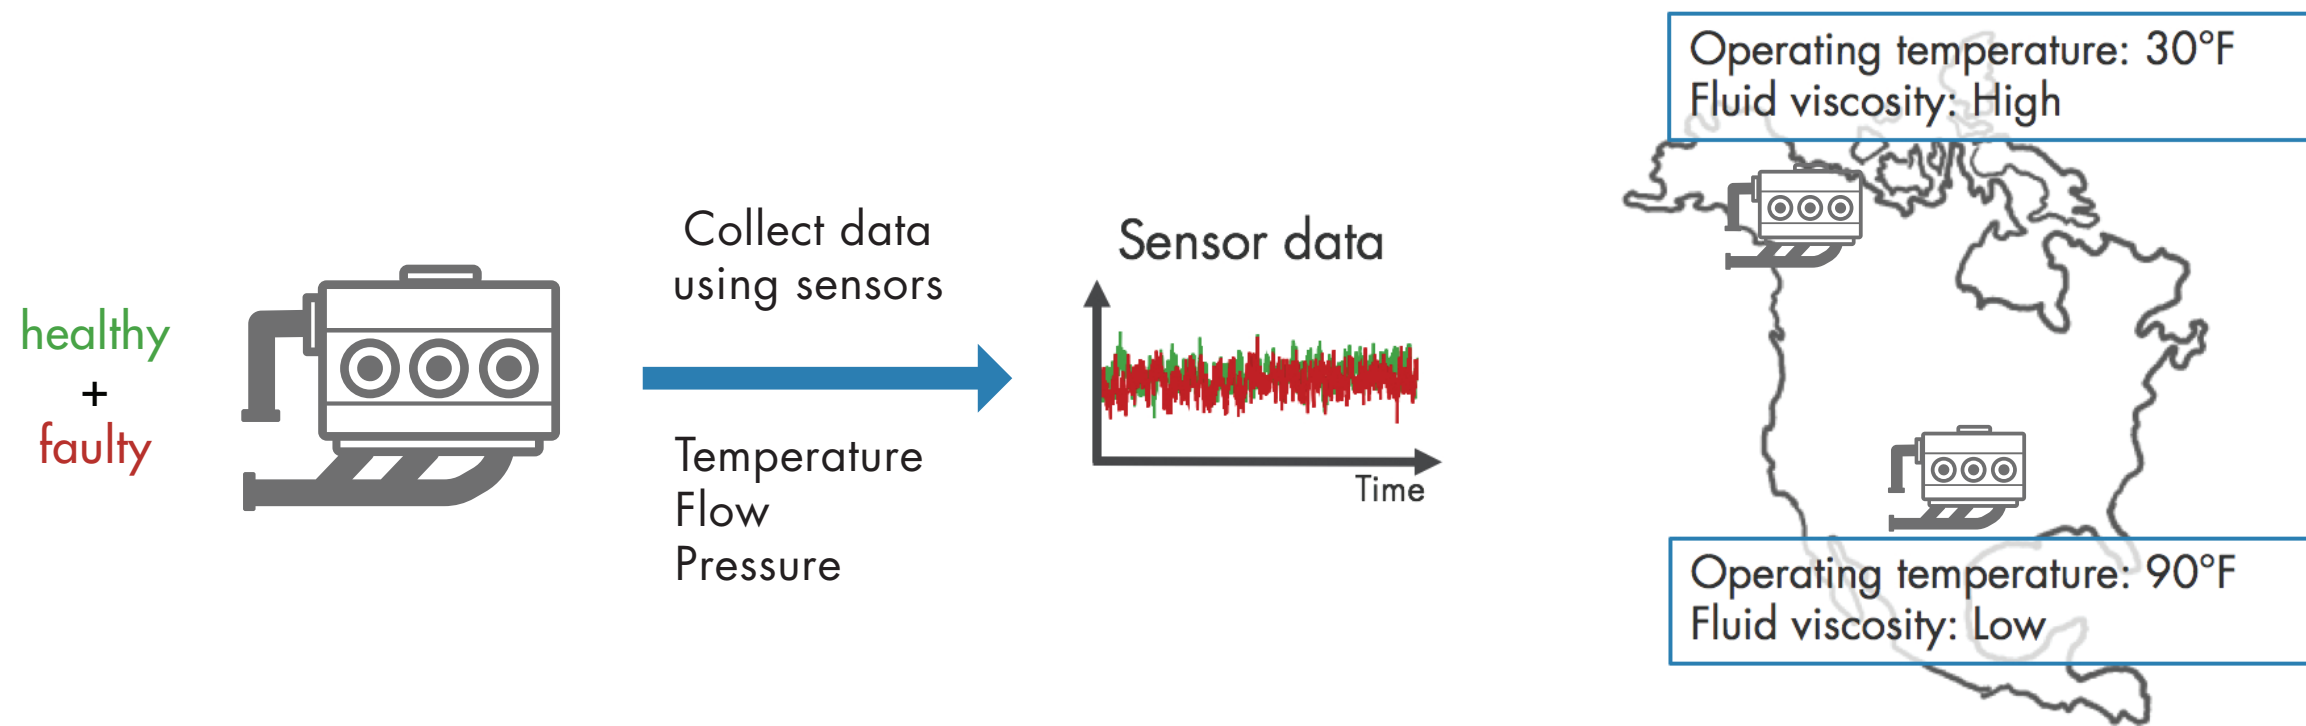 healthy
+
faulty
Collect data
using sensors
Temperature
Flow
Pressure
Sensor data
Time
Operating temperature: 30°F
Fluid viscosity: High
Operating temperature: 90°F
Fluid viscosity: Low